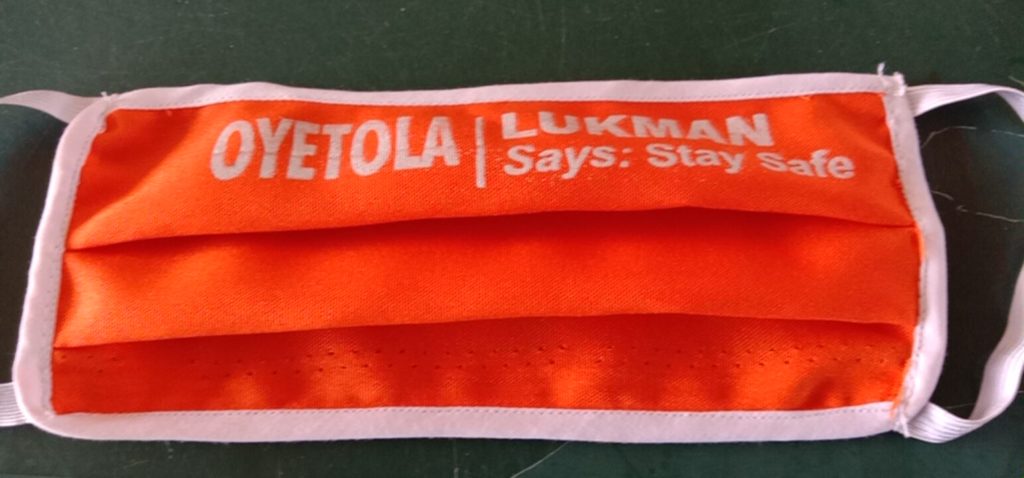 OYETOLA | LUKMAN
Says: Stay Safe